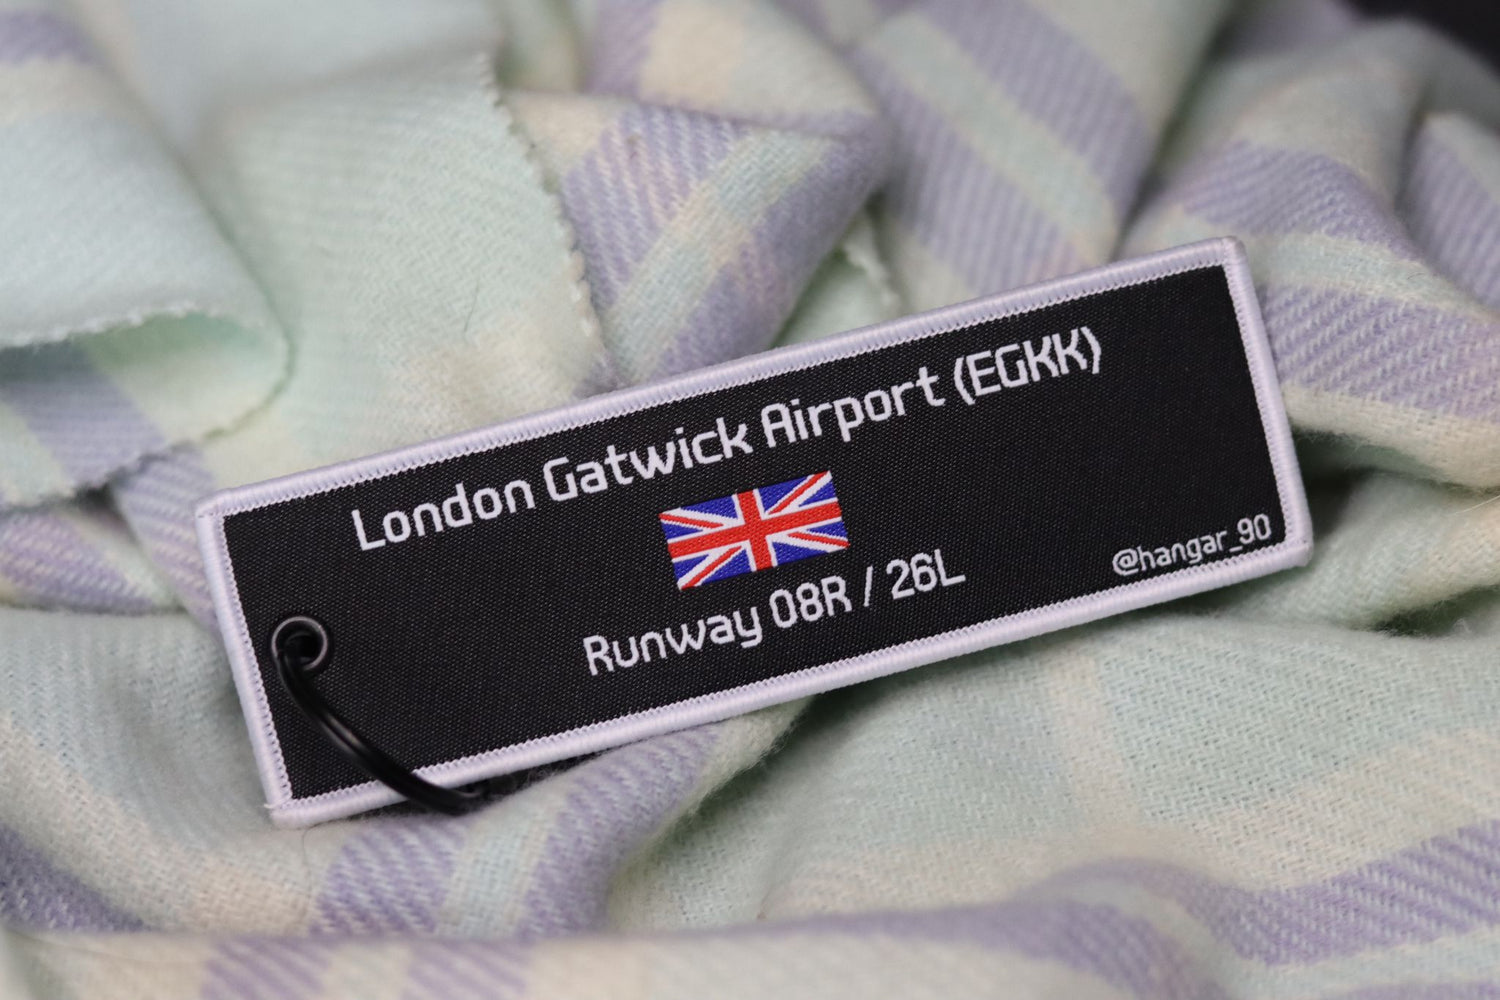 London Gatwick Airport (EGKK)
Runway 08R / 26L
@hangar_90